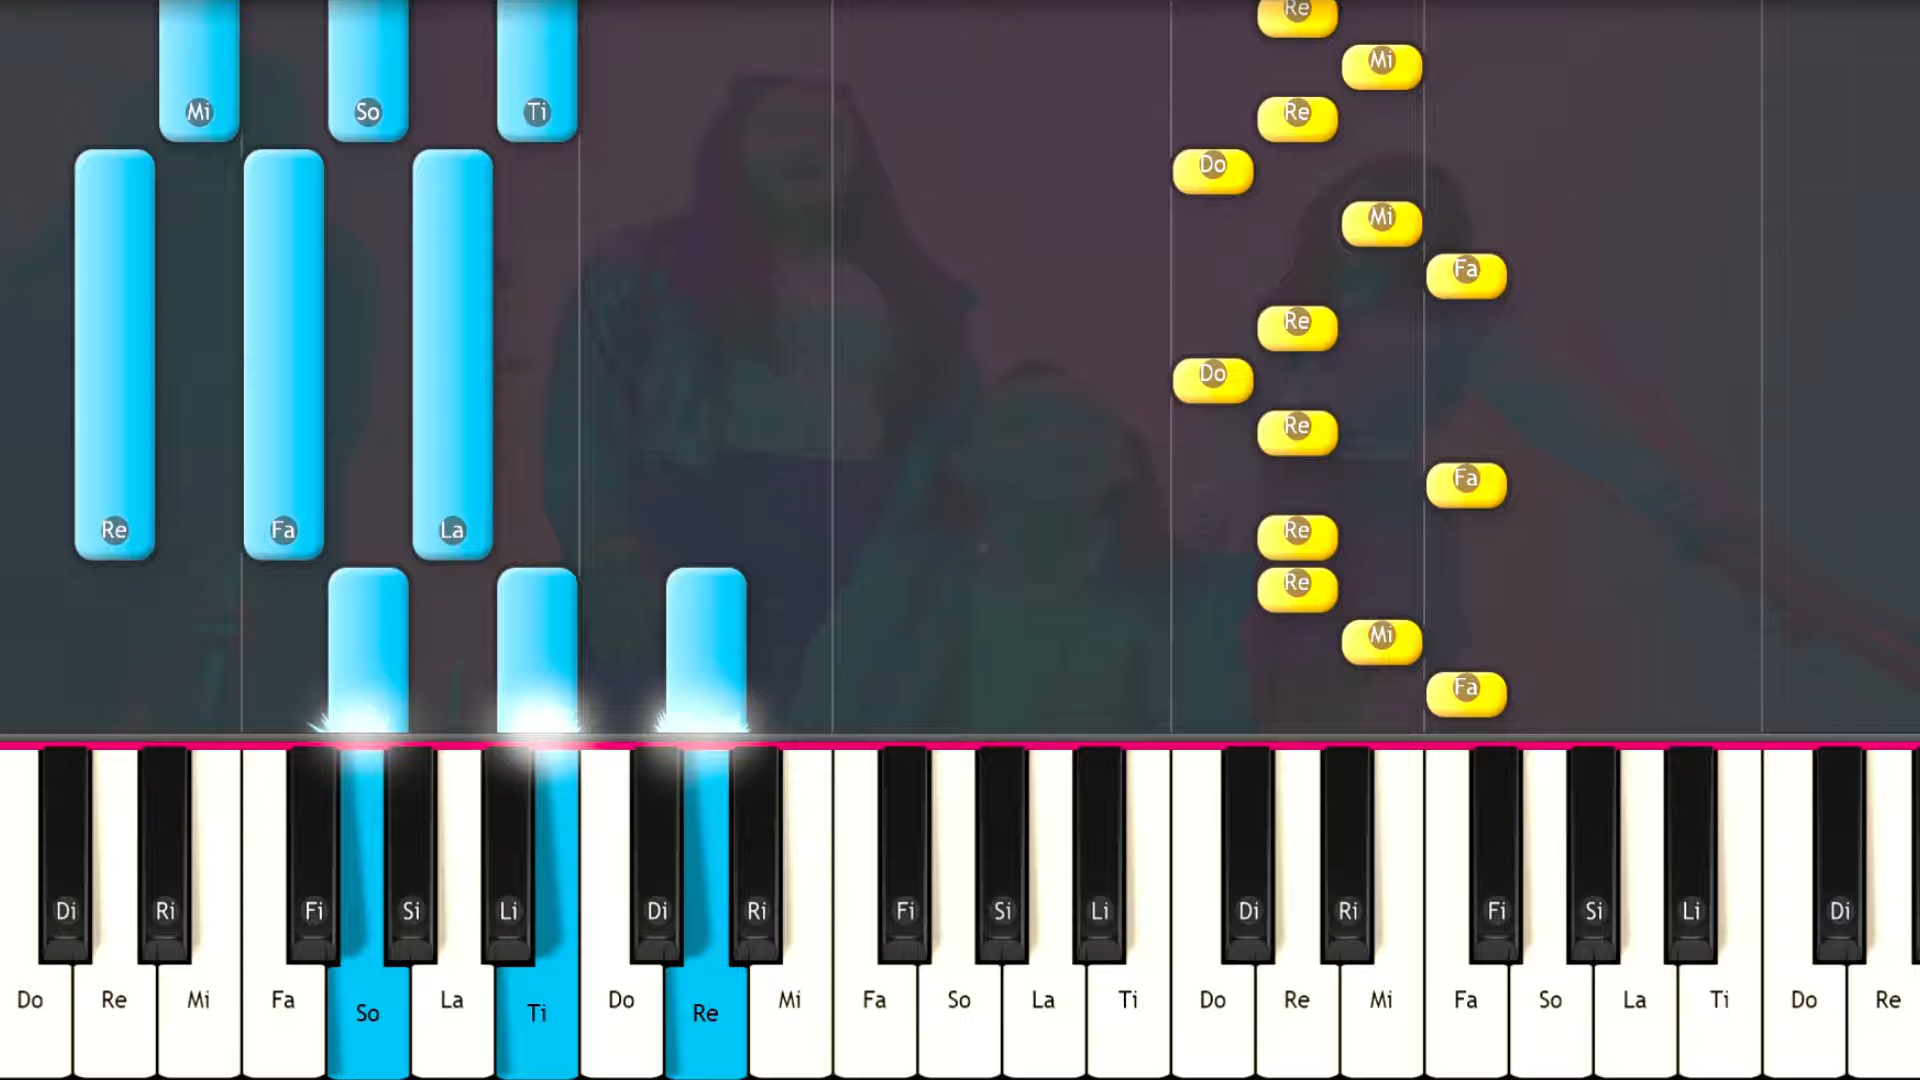 Re
Mi
Mi So Ti Re
Do
Mi
Fa
Re
Do
Re
Fa
Re Fa La Re
Re
Mi
Fa
Di Ri Fi Si Li Di Ri Fi Si Li Di Ri Fi Si Li Di
Do Re Mi Fa So La Ti Do Re Mi Fa So La Ti Do Re Mi Fa So La Ti Do Re